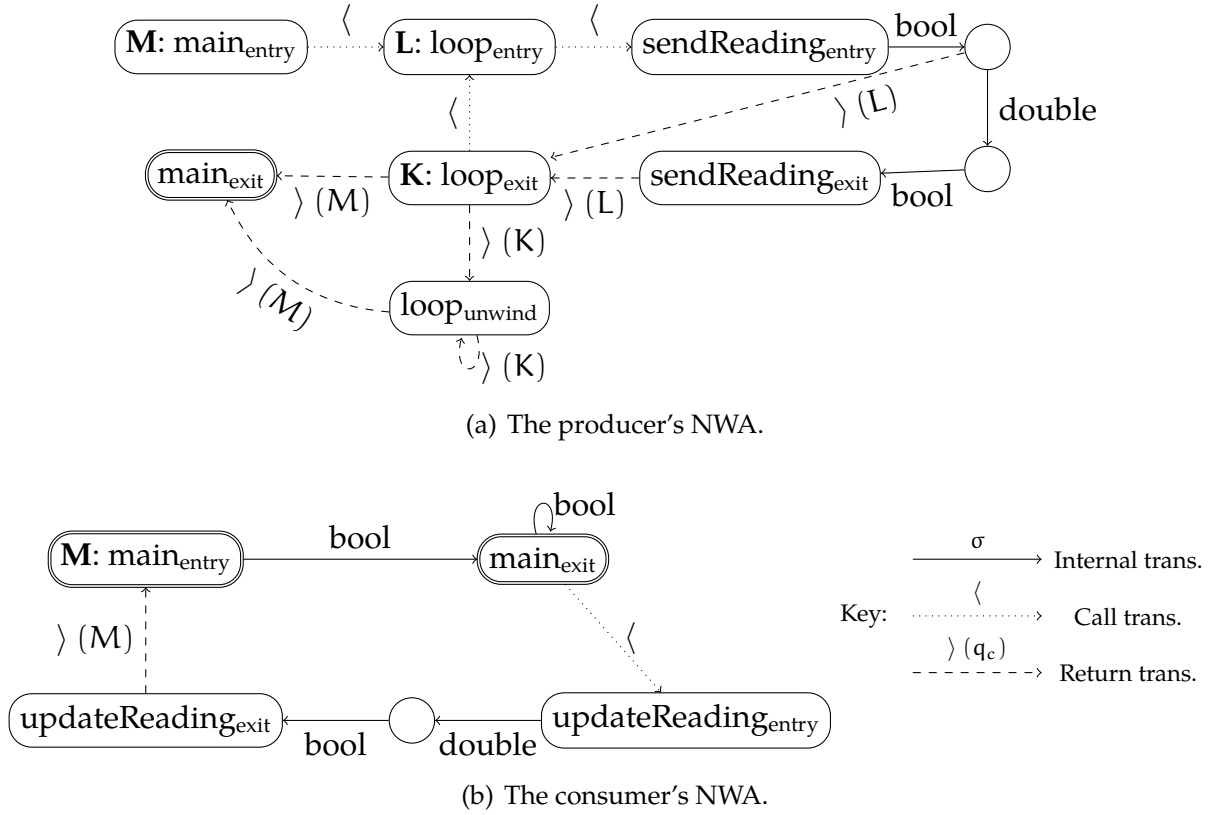 ⟨ ⟨ bool
M: main_entry L: loop_entry sendReading_entry
⟩ (L) double
⟨
main_exit K: loop_exit sendReading_exit
⟩ (M) ⟩ (L) bool
⟩ (K)
⟩ (M) loop_unwind
⟩ (K)
(a) The producer's NWA.
bool
M: main_entry bool main_exit
⟩ (M) ⟨
updateReading_exit bool double updateReading_entry
Key:
σ Internal trans.
⟨ Call trans.
⟩ (q_c) Return trans.
(b) The consumer's NWA.